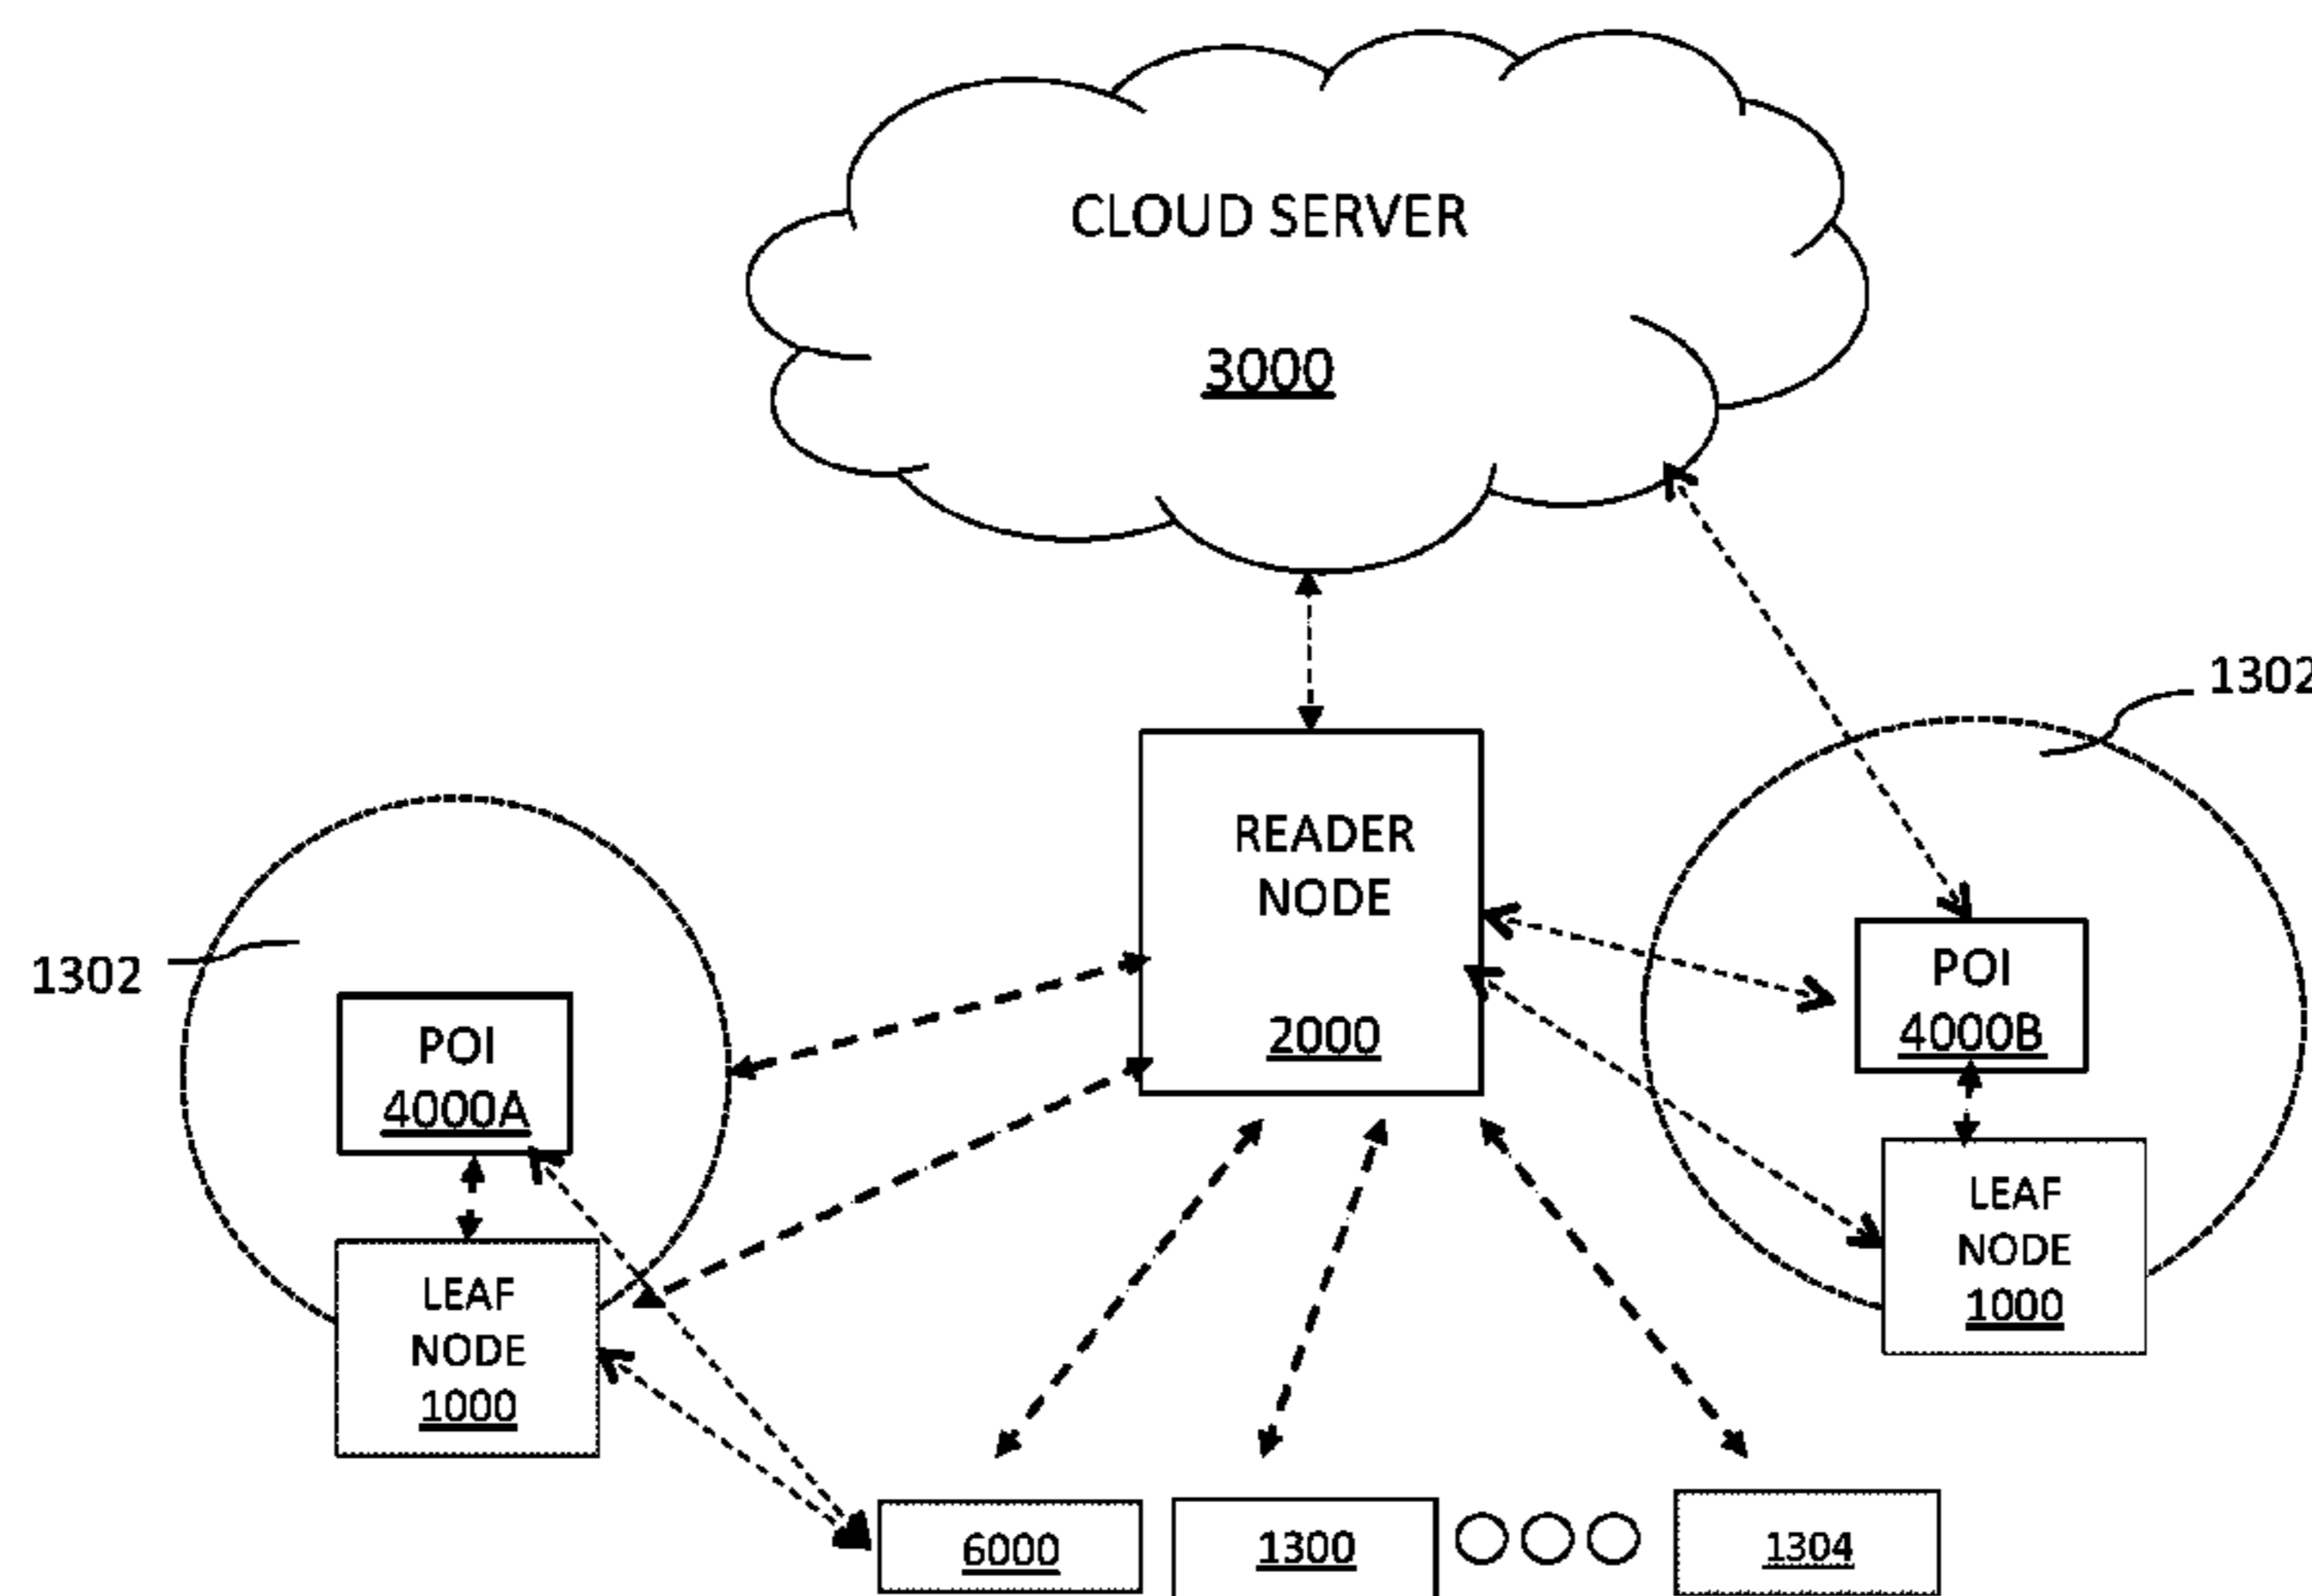 CLOUD SERVER
3000
1302
READER
NODE
2000
1302
POI
4000A
POI
4000B
LEAF
NODE
1000
LEAF
NODE
1000
6000
1300
1304